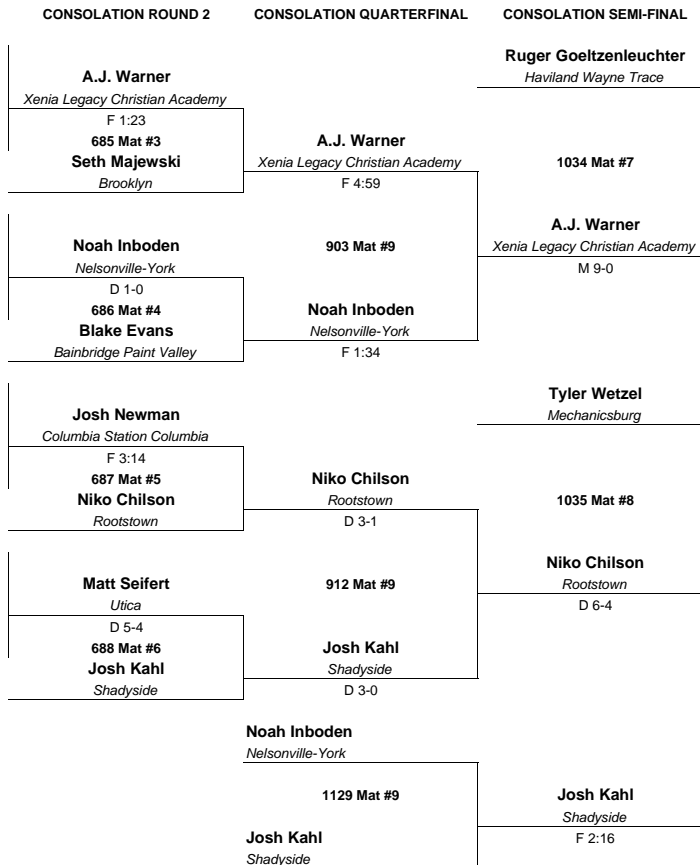 CONSOLATION ROUND 2
CONSOLATION QUARTERFINAL
CONSOLATION SEMI-FINAL
A.J. Warner
Xenia Legacy Christian Academy
F 1:23
685 Mat #3
Seth Majewski
Brooklyn
Noah Inboden
Nelsonville-York
D 1-0
686 Mat #4
Blake Evans
Bainbridge Paint Valley
Josh Newman
Columbia Station Columbia
F 3:14
687 Mat #5
Niko Chilson
Rootstown
Matt Seifert
Utica
D 5-4
688 Mat #6
Josh Kahl
Shadyside
A.J. Warner
Xenia Legacy Christian Academy
F 4:59
903 Mat #9
Noah Inboden
Nelsonville-York
F 1:34
Niko Chilson
Rootstown
D 3-1
912 Mat #9
Josh Kahl
Shadyside
D 3-0
Noah Inboden
Nelsonville-York
1129 Mat #9
Josh Kahl
Shadyside
Ruger Goeltzenleuchter
Haviland Wayne Trace
1034 Mat #7
A.J. Warner
Xenia Legacy Christian Academy
M 9-0
Tyler Wetzel
Mechanicsburg
1035 Mat #8
Niko Chilson
Rootstown
D 6-4
Josh Kahl
Shadyside
F 2:16